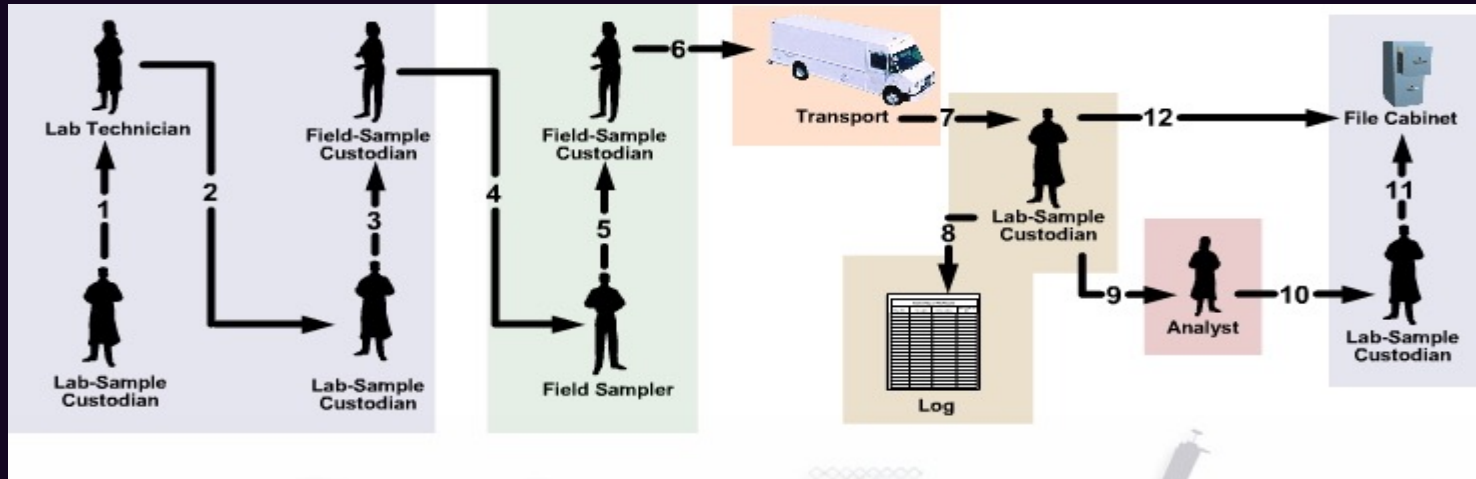 6
Transport
7
12
File Cabinet
Lab Technician
Field-Sample
Custodian
Field-Sample
Custodian
1
2
3
4
5
8
Lab-Sample
Custodian
11
9
Analyst
10
Lab-Sample
Custodian
Lab-Sample
Custodian
Lab-Sample
Custodian
Field Sampler
Log